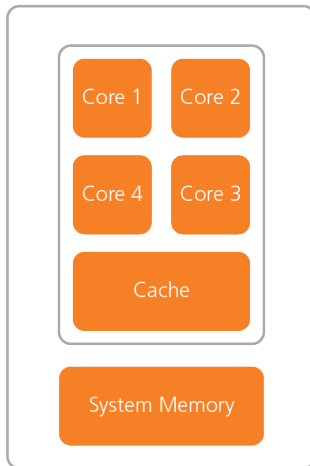 Core 1
Core 2
Core 4
Core 3
Cache
System Memory